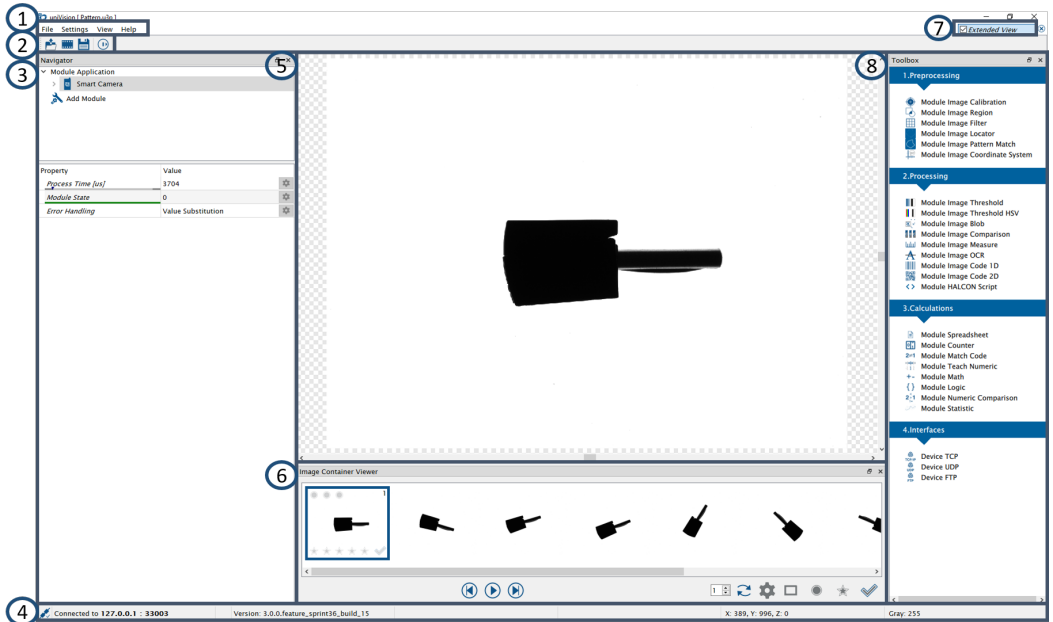 1
uniVision [ Pattern.u3p ]
File Settings View Help
7
Extended View
2
Navigator
5
8
Toolbox
3
Module Application
Smart Camera
Add Module
Property Value
Process Time [us] 3704
Module State 0
Error Handling Value Substitution
1.Preprocessing
Module Image Calibration
Module Image Region
Module Image Filter
Module Image Locator
Module Image Pattern Match
Module Image Coordinate System
2.Processing
Module Image Threshold
Module Image Threshold HSV
Module Image Blob
Module Image Comparison
Module Image Measure
Module Image OCR
Module Image Code 1D
Module Image Code 2D
Module HALCON Script
3.Calculations
Module Spreadsheet
Module Counter
Module Match Code
Module Teach Numeric
Module Math
Module Logic
Module Numeric Comparison
Module Statistic
4.Interfaces
Device TCP
Device UDP
Device FTP
6
Image Container Viewer
1
1
4
Connected to 127.0.0.1 : 33003
Version: 3.0.0.feature_sprint36_build_15
X: 389, Y: 996, Z: 0
Gray: 255